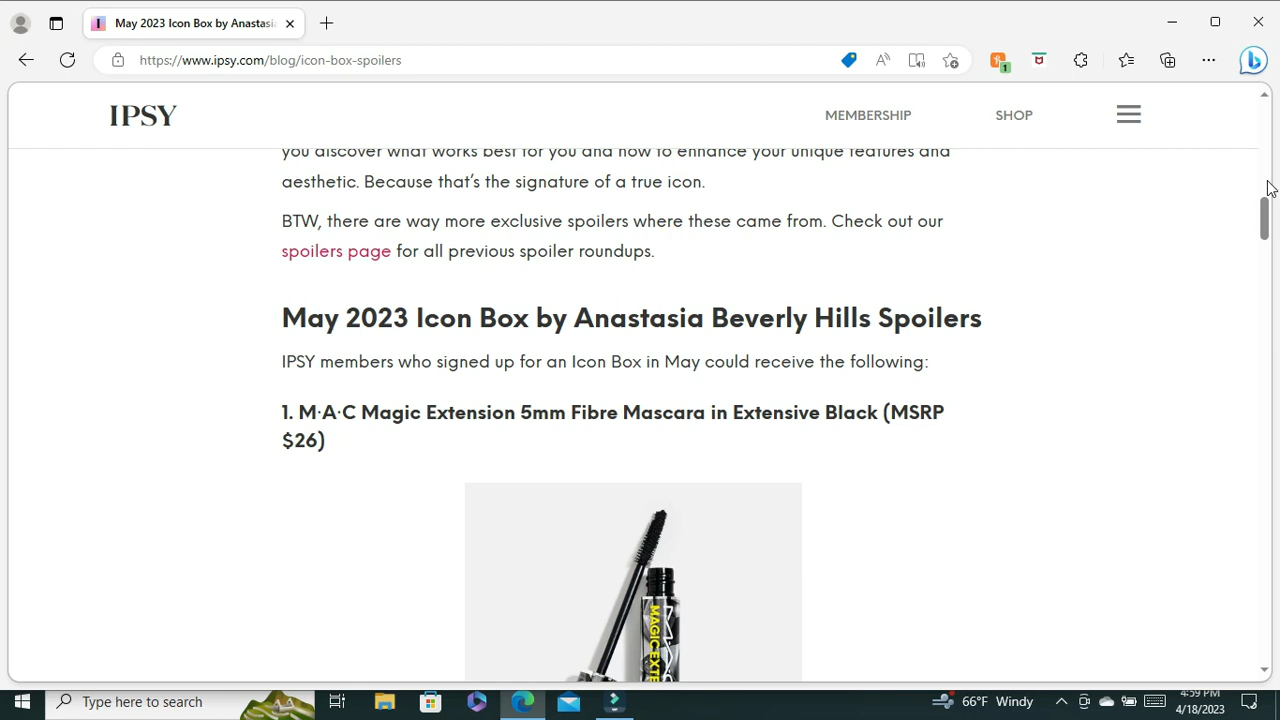 May 2023 Icon Box by Anastasia
https://www.ipsy.com/blog/icon-box-spoilers
1
IPSY
MEMBERSHIP
SHOP
you discover what works best for you and how to enhance your unique features and
aesthetic. Because that's the signature of a true icon.
BTW, there are way more exclusive spoilers where these came from. Check out our
spoilers page for all previous spoiler roundups.
May 2023 Icon Box by Anastasia Beverly Hills Spoilers
IPSY members who signed up for an Icon Box in May could receive the following:
1. M·A·C Magic Extension 5mm Fibre Mascara in Extensive Black (MSRP
$26)
MAC
MAGIC EXTE
Type here to search
66°F Windy
4:59 PM
4/18/2023